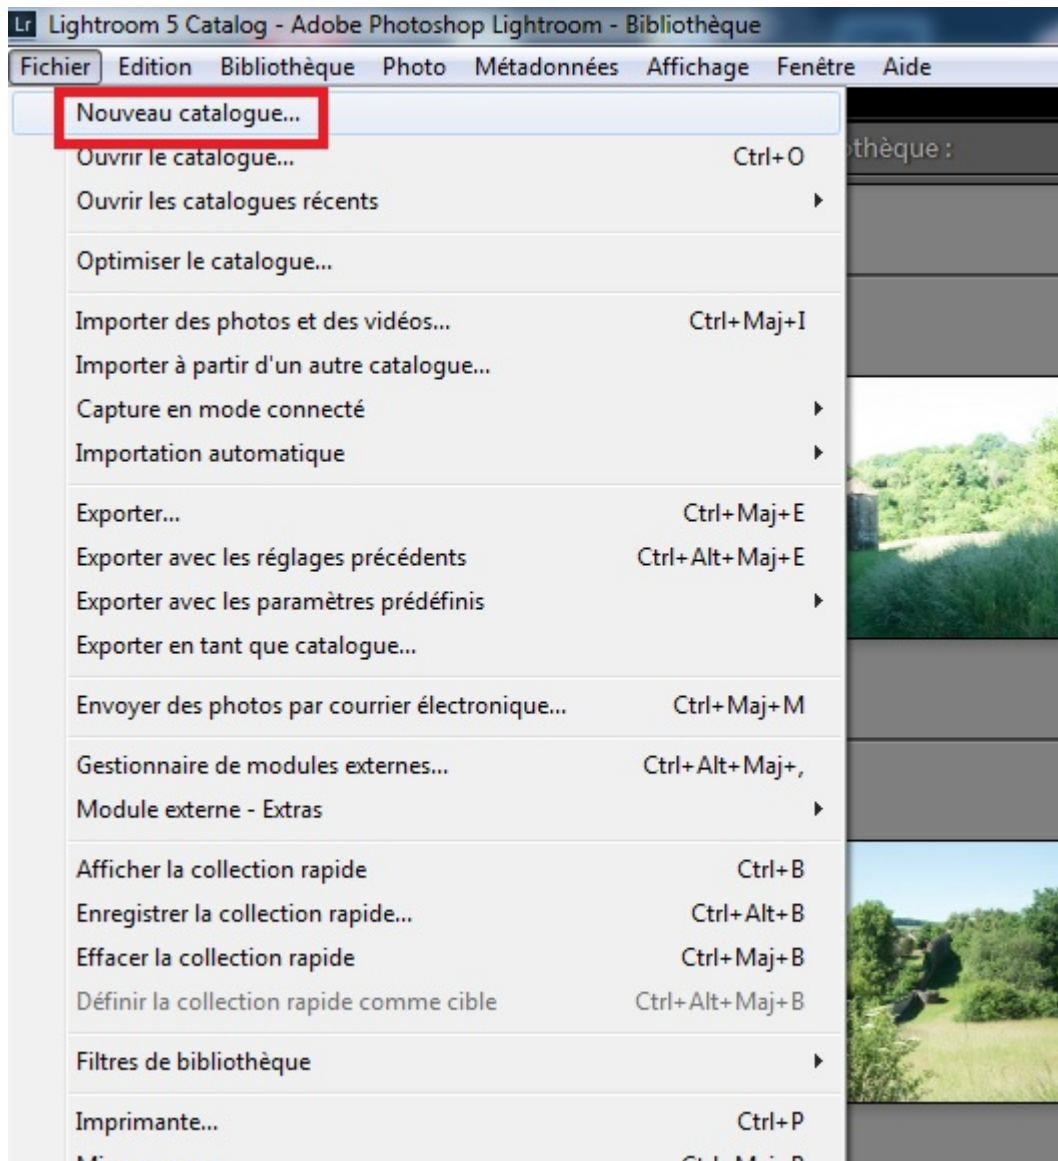 Lr Lightroom 5 Catalog - Adobe Photoshop Lightroom - Bibliothèque
Fichier Edition Bibliothèque Photo Métadonnées Affichage Fenêtre Aide
Nouveau catalogue...
Ouvrir le catalogue... Ctrl+O
othèque :
Ouvrir les catalogues récents
Optimiser le catalogue...
Importer des photos et des vidéos... Ctrl+Maj+I
Importer à partir d'un autre catalogue...
Capture en mode connecté
Importation automatique
Exporter... Ctrl+Maj+E
Exporter avec les réglages précédents Ctrl+Alt+Maj+E
Exporter avec les paramètres prédéfinis
Exporter en tant que catalogue...
Envoyer des photos par courrier électronique... Ctrl+Maj+M
Gestionnaire de modules externes... Ctrl+Alt+Maj+,
Module externe - Extras
Afficher la collection rapide Ctrl+B
Enregistrer la collection rapide... Ctrl+Alt+B
Effacer la collection rapide Ctrl+Maj+B
Définir la collection rapide comme cible Ctrl+Alt+Maj+B
Filtres de bibliothèque
Imprimante... Ctrl+P